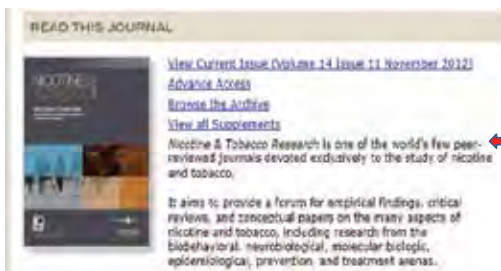 READ THIS JOURNAL
NICOTINE
View Current Issue (Volume 14 Issue 11 November 2012)
Advance Access
Browse the Archive
View all Supplements
Nicotine & Tobacco Research is one of the world's few peer-
reviewed journals devoted exclusively to the study of nicotine
and tobacco.
It aims to provide a forum for empirical findings, critical
reviews, and conceptual papers on the many aspects of
nicotine and tobacco, including research from the
biobehavioral, neurobiological, molecular biologic,
epidemiological, prevention, and treatment arenas.